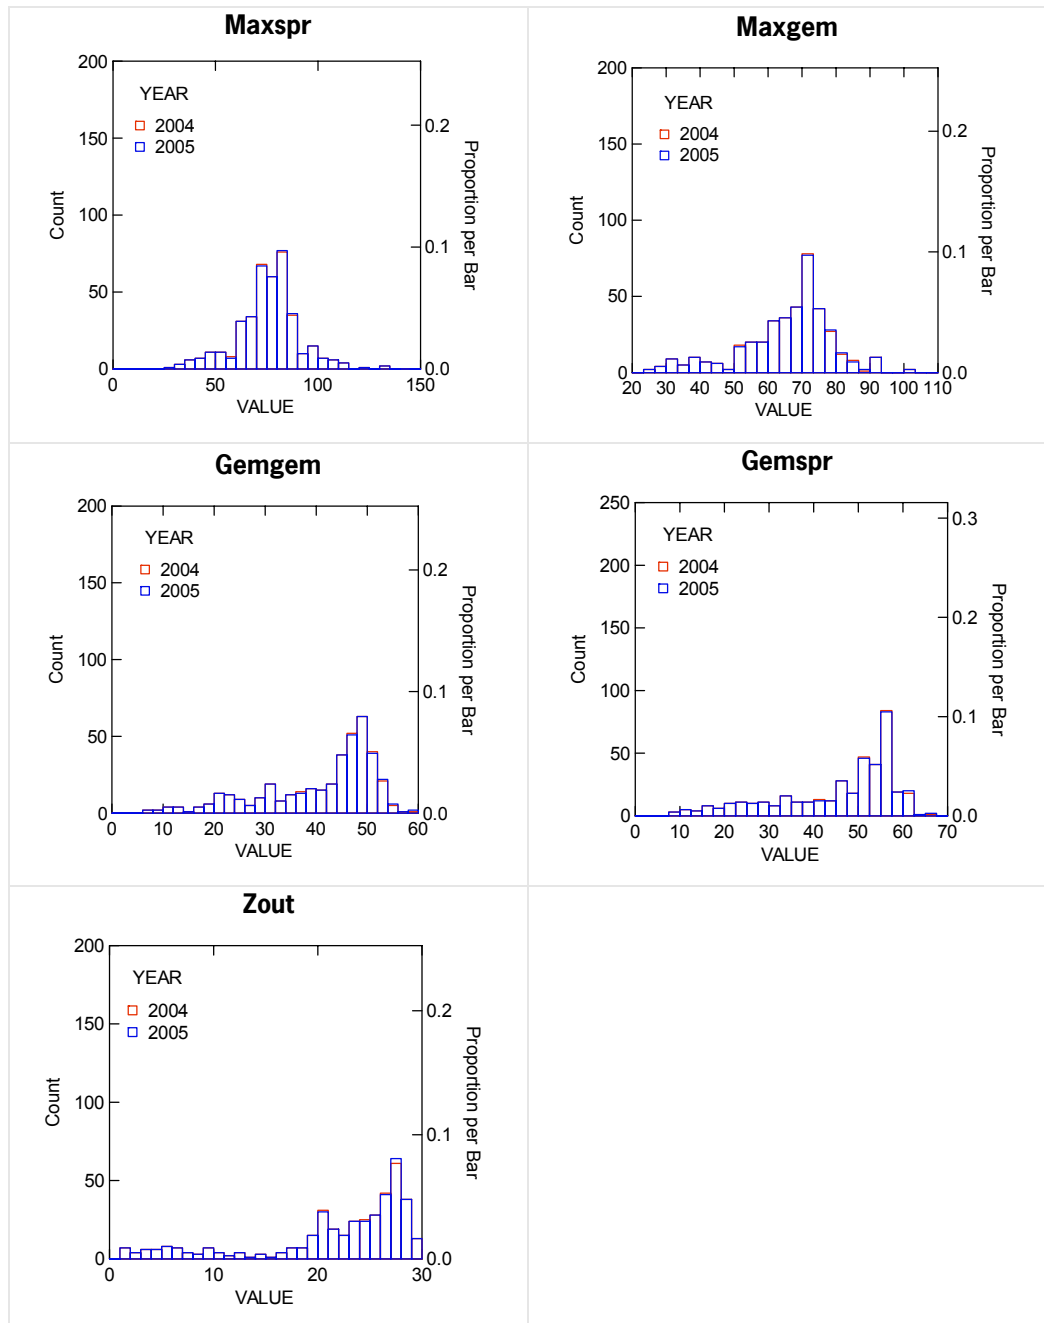 Maxspr
200
150
100
50
0
Count
YEAR
2004
2005
0.2
0.1
0.0
Proportion per Bar
0 50 100 150
VALUE
Maxgem
200
150
100
50
0
Count
YEAR
2004
2005
0.2
0.1
0.0
Proportion per Bar
20 30 40 50 60 70 80 90 100 110
VALUE
Gemgem
200
150
100
50
0
Count
YEAR
2004
2005
0.2
0.1
0.0
Proportion per Bar
0 10 20 30 40 50 60
VALUE
Gemspr
250
200
150
100
50
0
Count
YEAR
2004
2005
0.3
0.2
0.1
0.0
Proportion per Bar
0 10 20 30 40 50 60 70
VALUE
Zout
200
150
100
50
0
Count
YEAR
2004
2005
0.2
0.1
0.0
Proportion per Bar
0 10 20 30
VALUE